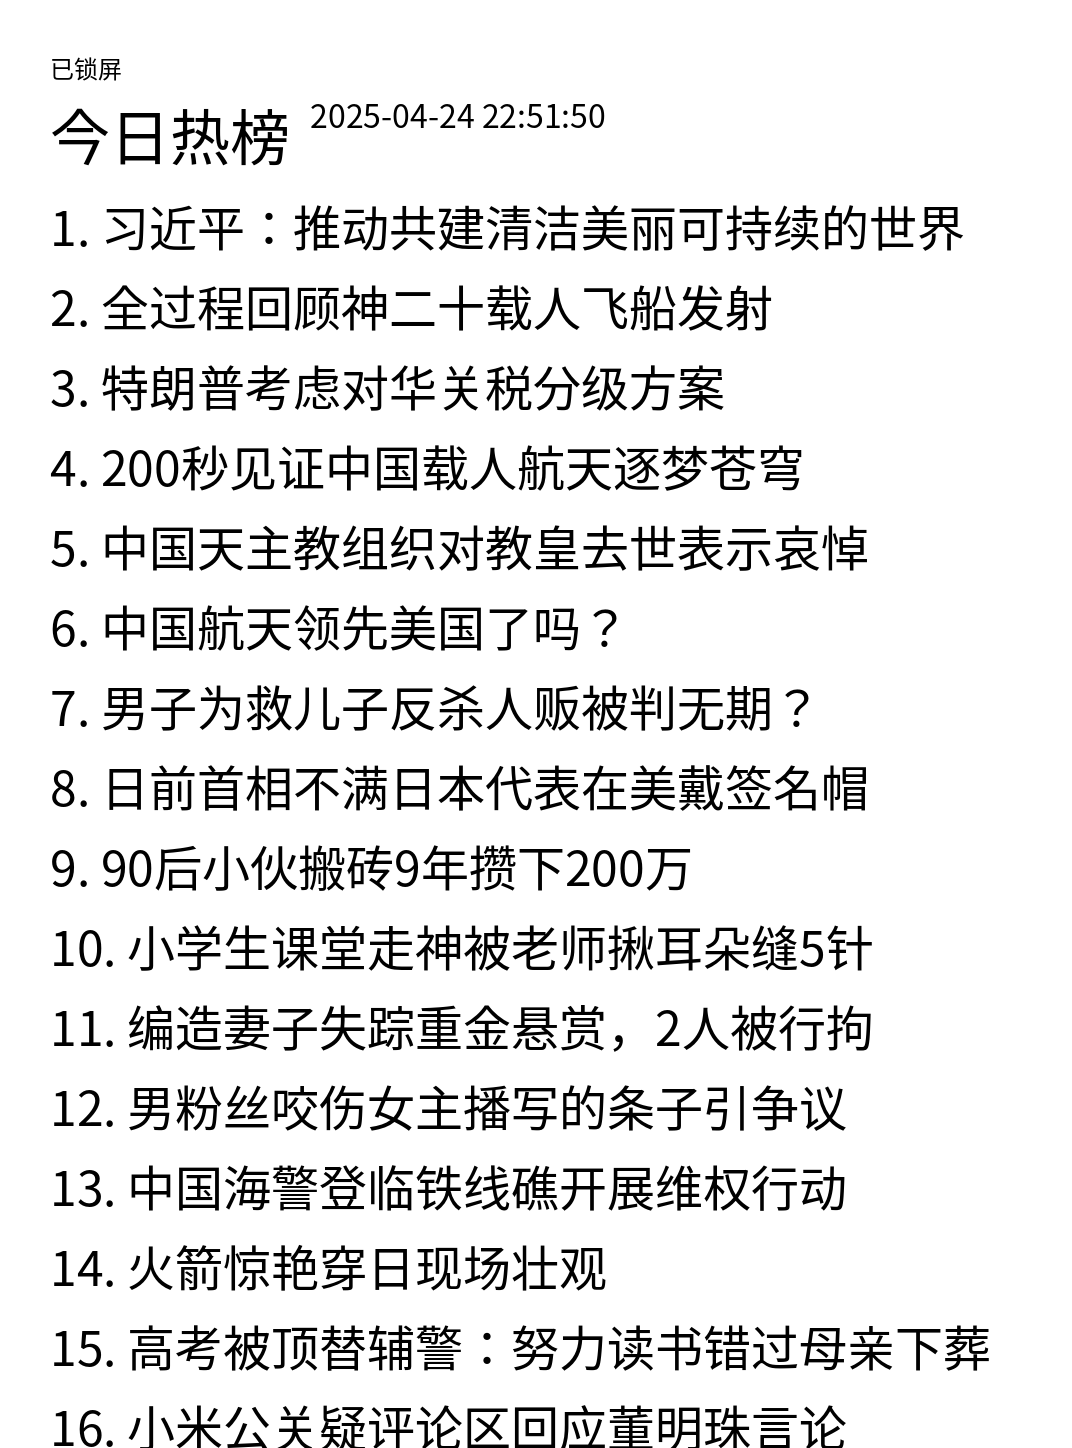 已锁屏
今日热榜 2025-04-24 22:51:50
1. 习近平：推动共建清洁美丽可持续的世界
2. 全过程回顾神二十载人飞船发射
3. 特朗普考虑对华关税分级方案
4. 200秒见证中国载人航天逐梦苍穹
5. 中国天主教组织对教皇去世表示哀悼
6. 中国航天领先美国了吗？
7. 男子为救儿子反杀人贩被判无期？
8. 日前首相不满日本代表在美戴签名帽
9. 90后小伙搬砖9年攒下200万
10. 小学生课堂走神被老师揪耳朵缝5针
11. 编造妻子失踪重金悬赏，2人被行拘
12. 男粉丝咬伤女主播写的条子引争议
13. 中国海警登临铁线礁开展维权行动
14. 火箭惊艳穿日现场壮观
15. 高考被顶替辅警：努力读书错过母亲下葬
16. 小米公关疑评论区回应董明珠言论